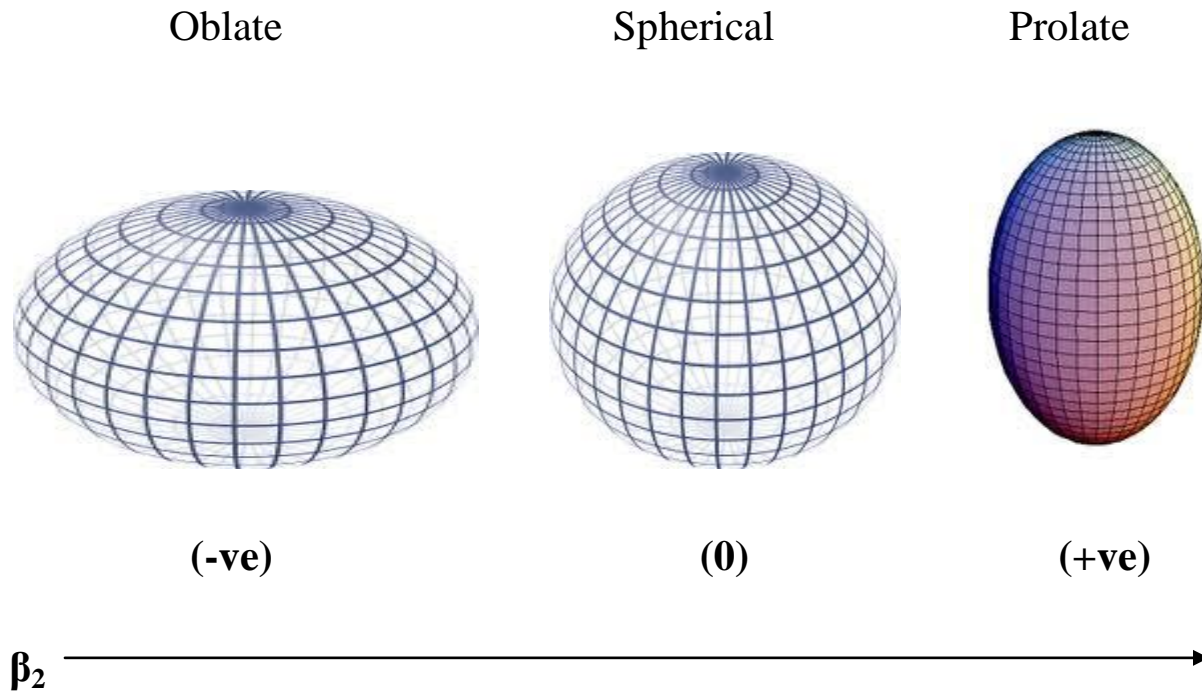 Oblate Spherical Prolate
(-ve) (0) (+ve)
β₂